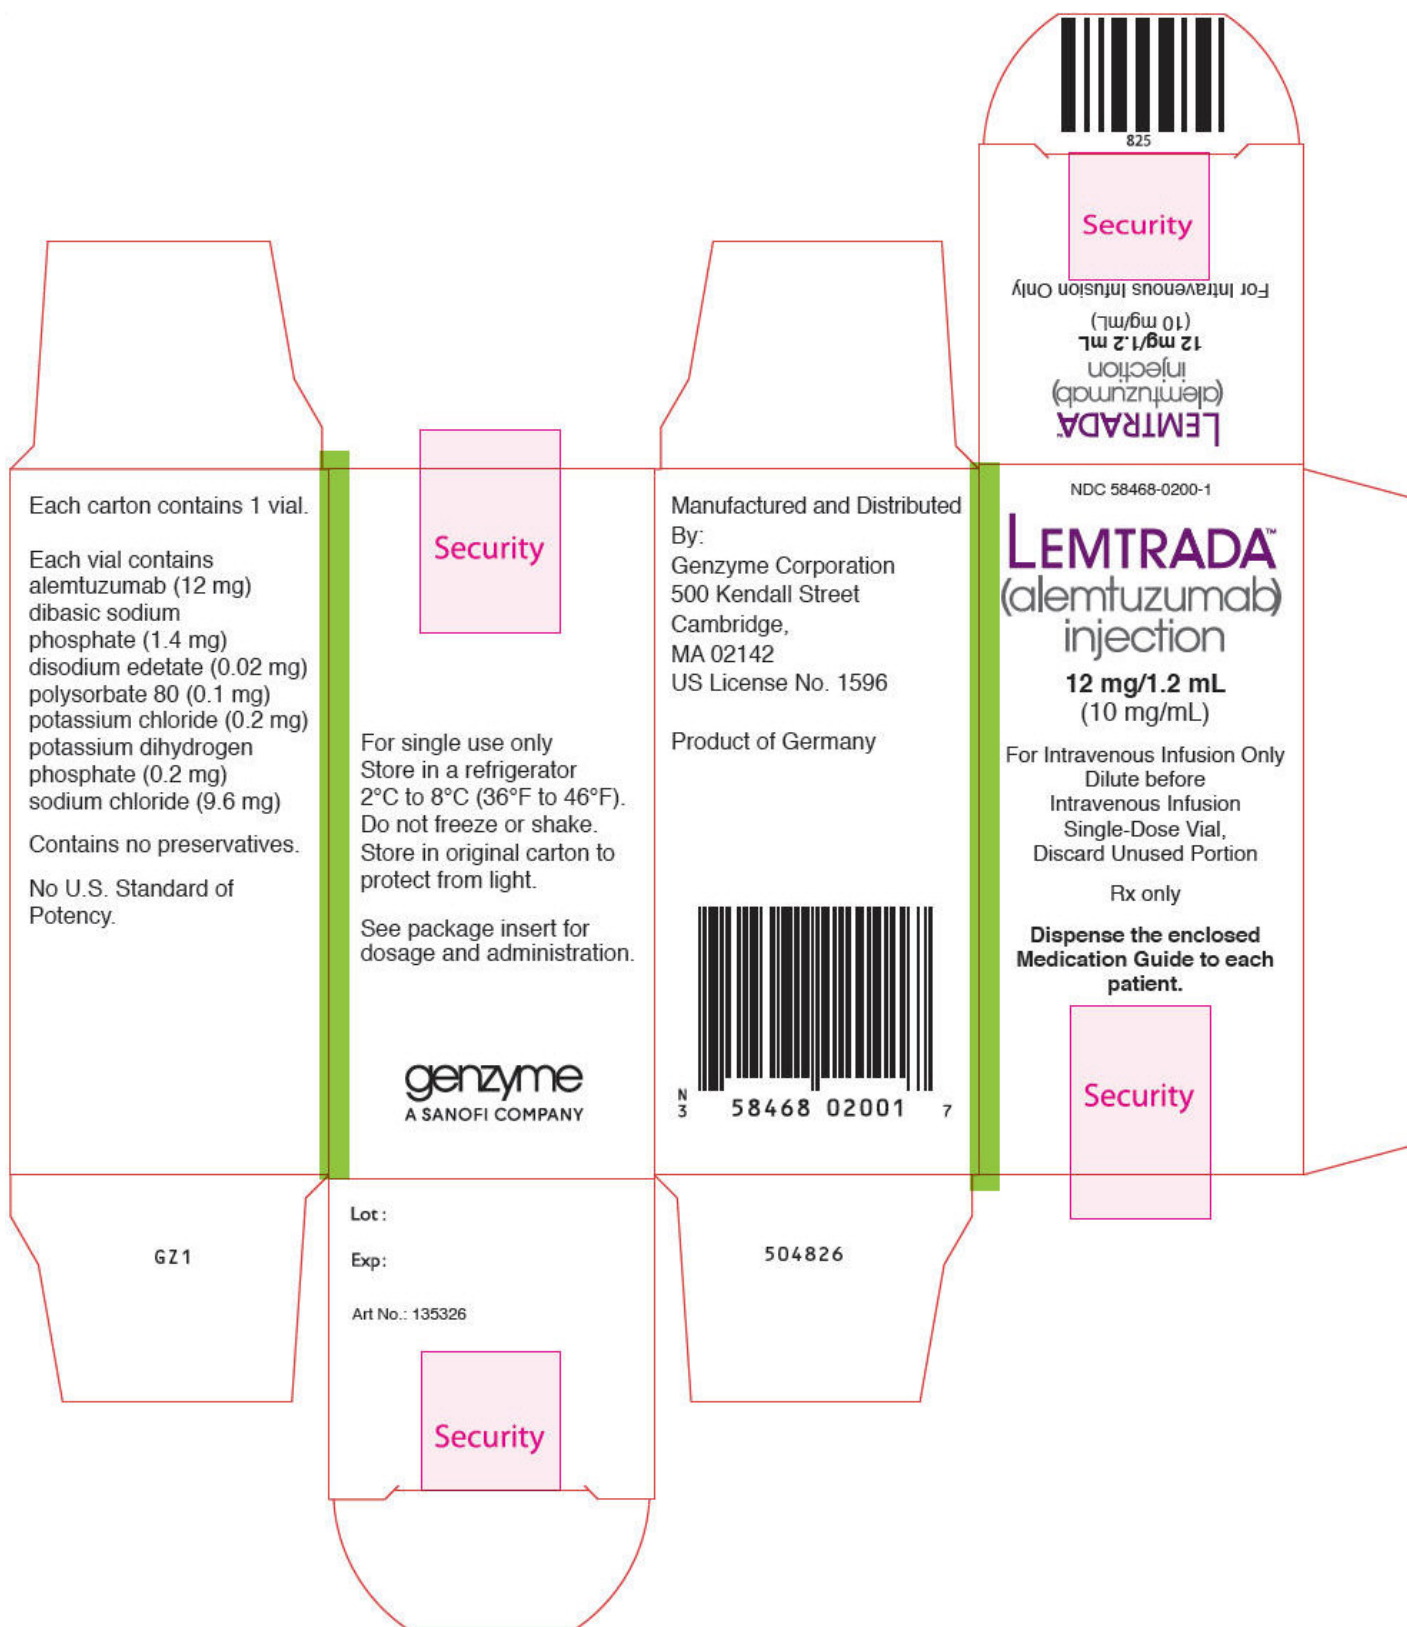 825
Security
For Intravenous Infusion Only
(10 mg/mL)
12 mg/1.2 mL
injection
(alemtuzumab)
LEMTRADA™
Each carton contains 1 vial.
Each vial contains
alemtuzumab (12 mg)
dibasic sodium
phosphate (1.4 mg)
disodium edetate (0.02 mg)
polysorbate 80 (0.1 mg)
potassium chloride (0.2 mg)
potassium dihydrogen
phosphate (0.2 mg)
sodium chloride (9.6 mg)
Contains no preservatives.
No U.S. Standard of
Potency.
GZ1
Security
For single use only
Store in a refrigerator
2°C to 8°C (36°F to 46°F).
Do not freeze or shake.
Store in original carton to
protect from light.
See package insert for
dosage and administration.
genzyme
A SANOFI COMPANY
Lot :
Exp:
Art No.: 135326
Security
Manufactured and Distributed
By:
Genzyme Corporation
500 Kendall Street
Cambridge,
MA 02142
US License No. 1596
Product of Germany
N
3 58468 02001 7
504826
NDC 58468-0200-1
LEMTRADA™
(alemtuzumab)
injection
12 mg/1.2 mL
(10 mg/mL)
For Intravenous Infusion Only
Dilute before
Intravenous Infusion
Single-Dose Vial,
Discard Unused Portion
Rx only
Dispense the enclosed
Medication Guide to each
patient.
Security